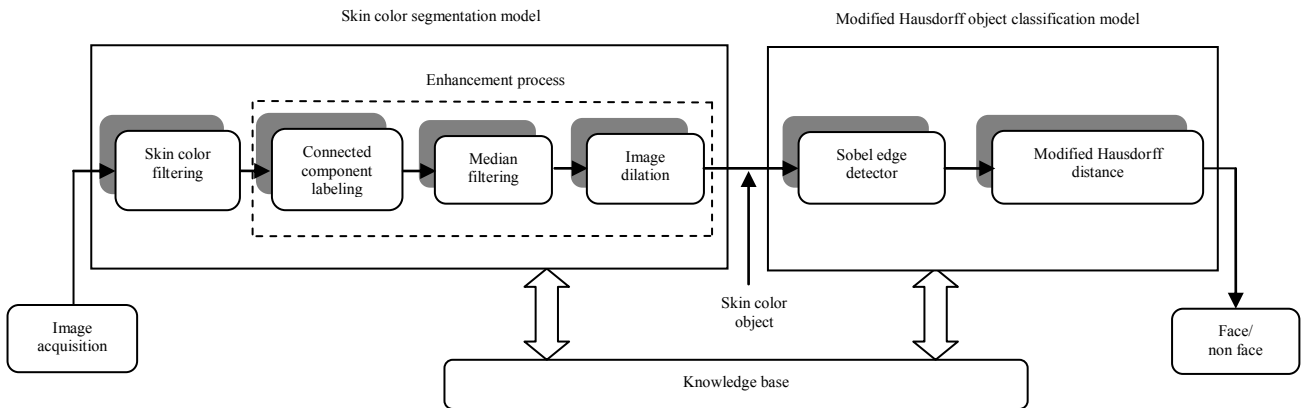 Skin color segmentation model
Modified Hausdorff object classification model
Enhancement process
Skin color
filtering
Connected
component
labeling
Median
filtering
Image
dilation
Sobel edge
detector
Modified Hausdorff
distance
Skin color
object
Image
acquisition
Face/
non face
Knowledge base